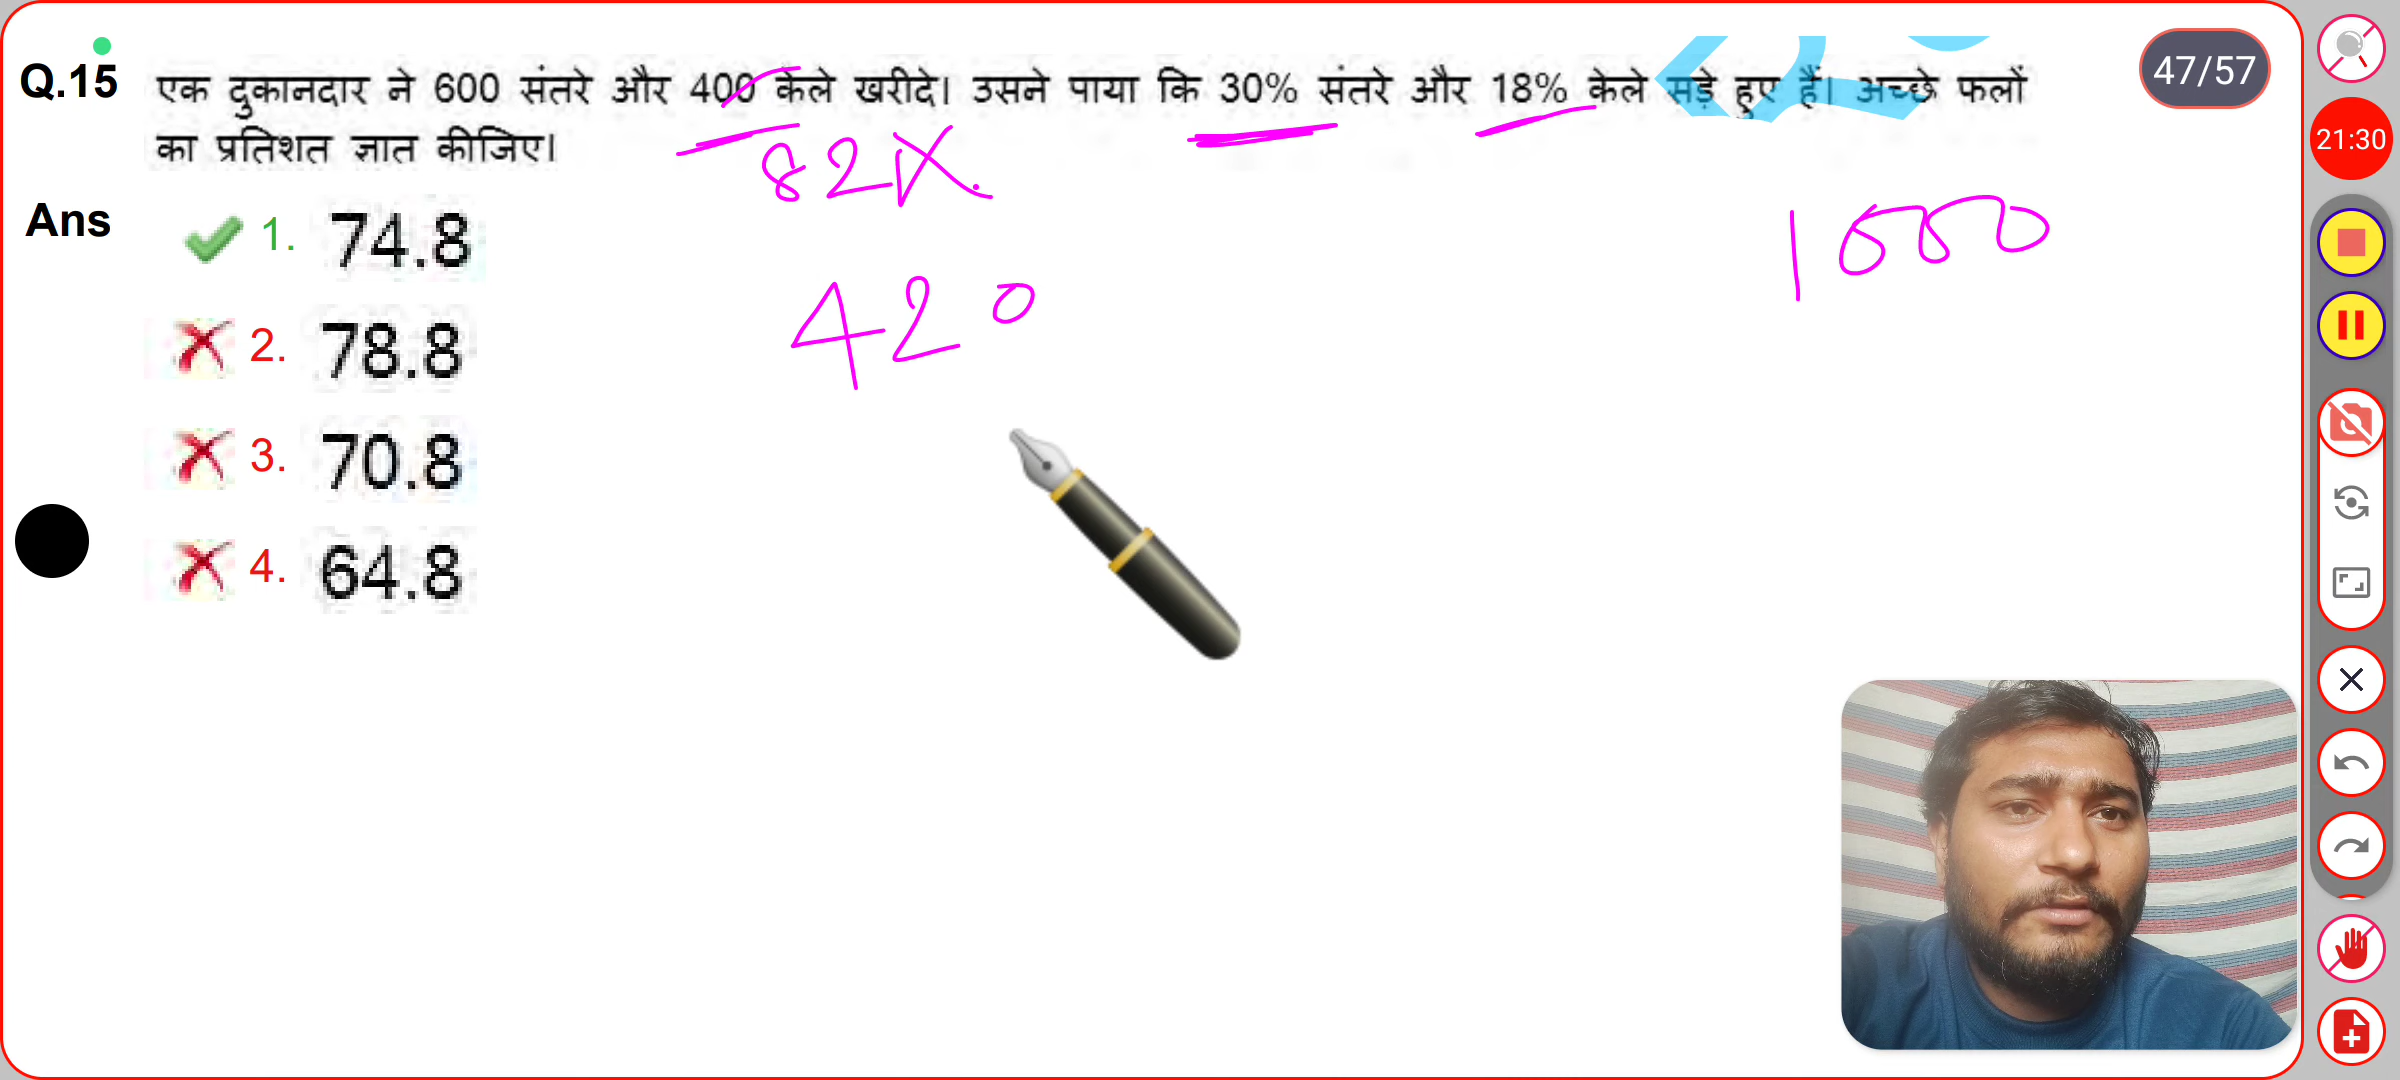 Q.15 एक दुकानदार ने 600 संतरे और 400 केले खरीदे। उसने पाया कि 30% संतरे और 18% केले सड़े हुए हैं। अच्छे फलों
का प्रतिशत ज्ञात कीजिए।
47/57
21:30
82%
Ans 1. 74.8
1000
420
2. 78.8
3. 70.8
4. 64.8